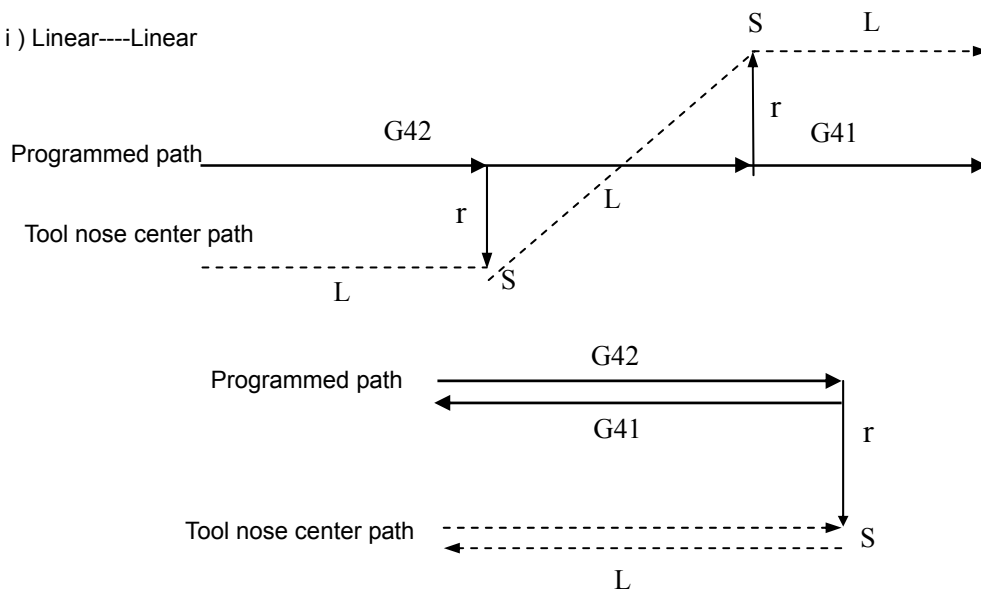 i ) Linear----Linear
S
L
r
G42
G41
Programmed path
L
r
Tool nose center path
S
L
G42
Programmed path
G41
r
Tool nose center path
S
L